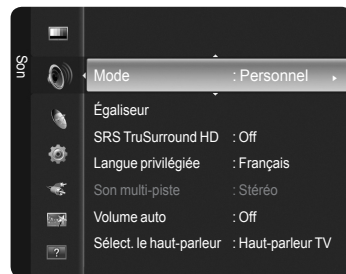 Son
Mode : Personnel
Égaliseur
SRS TruSurround HD : Off
Langue privilégiée : Français
Son multi-piste : Stéréo
Volume auto : Off
Sélect. le haut-parleur : Haut-parleur TV
?